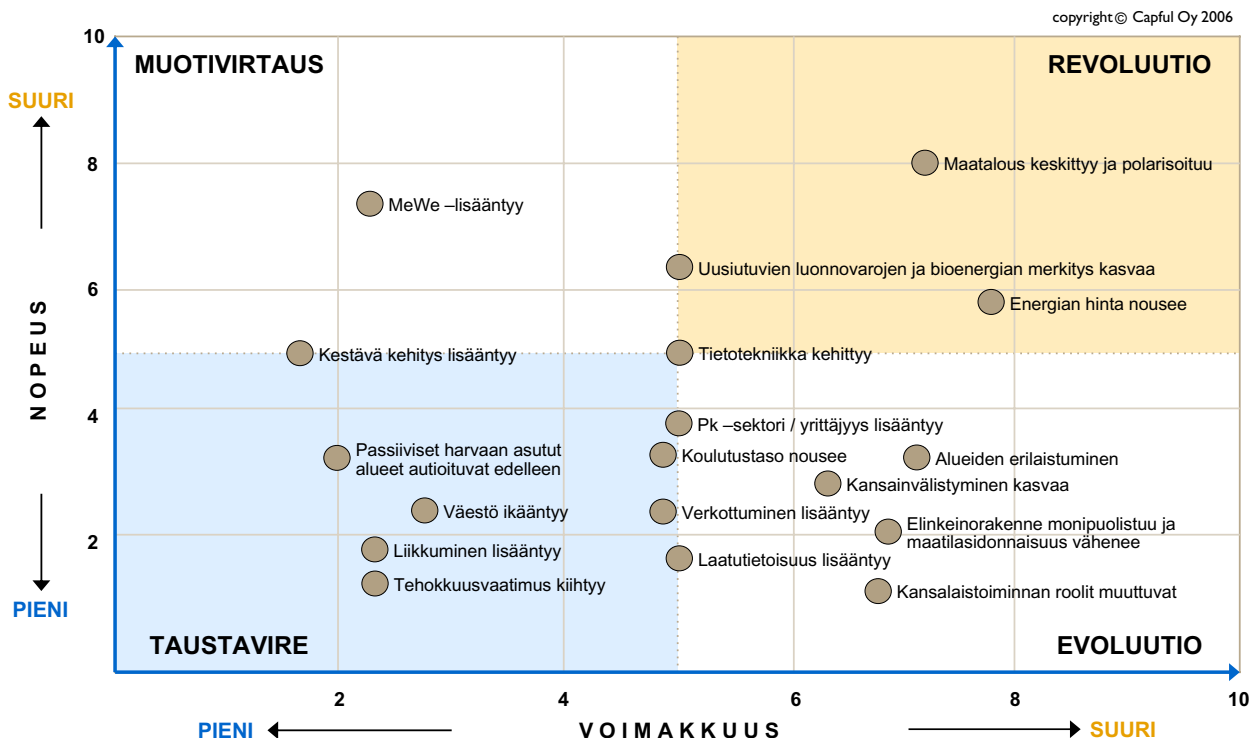 copyright © Capful Oy 2006
10
MUOTIVIRTAUS
REVOLUUTIO
SUURI
8
Maatalous keskittyy ja polarisoituu
MeWe –lisääntyy
Uusiutuvien luonnovarojen ja bioenergian merkitys kasvaa
6
Energian hinta nousee
NOPEUS
Kestävä kehitys lisääntyy
Tietotekniikka kehittyy
4
Pk –sektori / yrittäjyys lisääntyy
Passiiviset harvaan asutut
alueet autioituvat edelleen
Koulutustaso nousee
Alueiden erilaistuminen
Kansainvälistyminen kasvaa
Väestö ikääntyy
Verkottuminen lisääntyy
Elinkeinorakenne monipuolistuu ja
maatilasidonnaisuus vähenee
2
Liikkuminen lisääntyy
Laatutietoisuus lisääntyy
Tehokkuusvaatimus kiihtyy
Kansalaistoiminnan roolit muuttuvat
PIENI
TAUSTAVIRE
EVOLUUTIO
2
4
6
8
10
PIENI
VOIMAKKUUS
SUURI